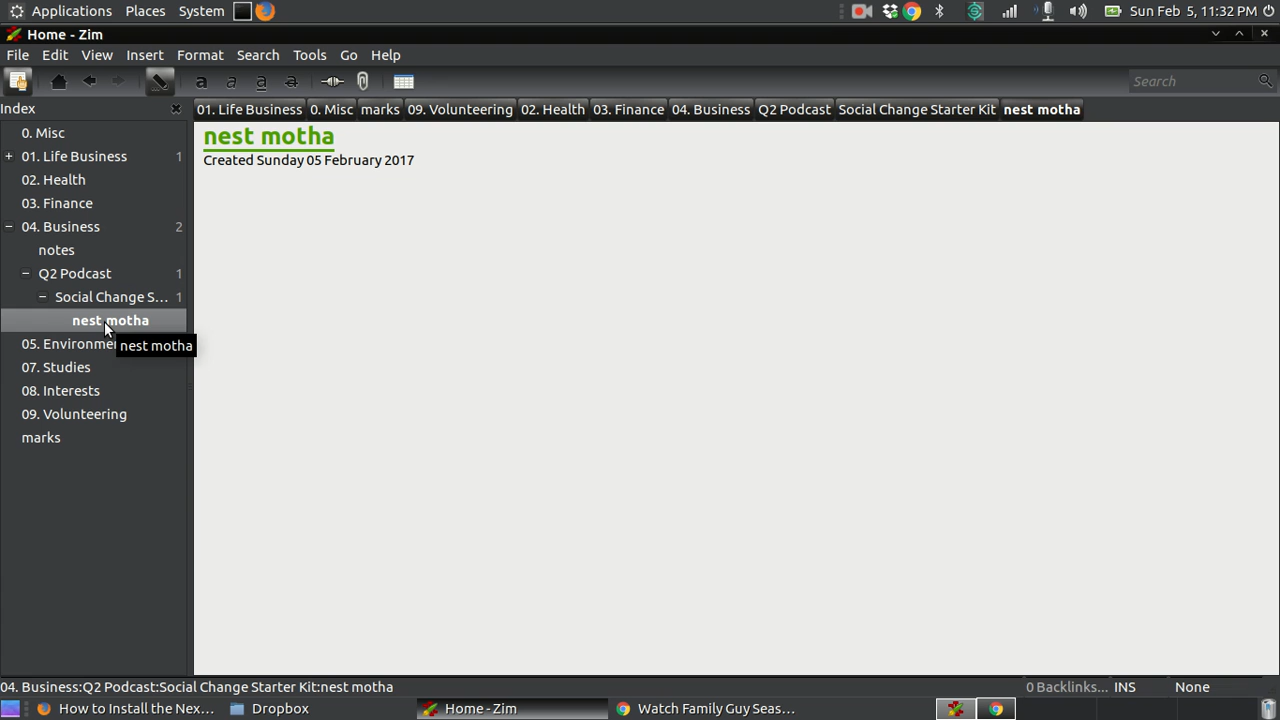 Applications Places System Sun Feb 5, 11:32 PM
Home - Zim
File Edit View Insert Format Search Tools Go Help
a a a a Search
Index
01. Life Business 0. Misc marks 09. Volunteering 02. Health 03. Finance 04. Business Q2 Podcast Social Change Starter Kit nest motha
0. Misc
+ 01. Life Business 1
02. Health
03. Finance
− 04. Business 2
notes
− Q2 Podcast 1
− Social Change S... 1
nest motha
05. Environmen
nest motha
07. Studies
08. Interests
09. Volunteering
marks
nest motha
Created Sunday 05 February 2017
04. Business:Q2 Podcast:Social Change Starter Kit:nest motha 0 Backlinks... INS None
How to Install the Nex... Dropbox Home - Zim Watch Family Guy Seas...